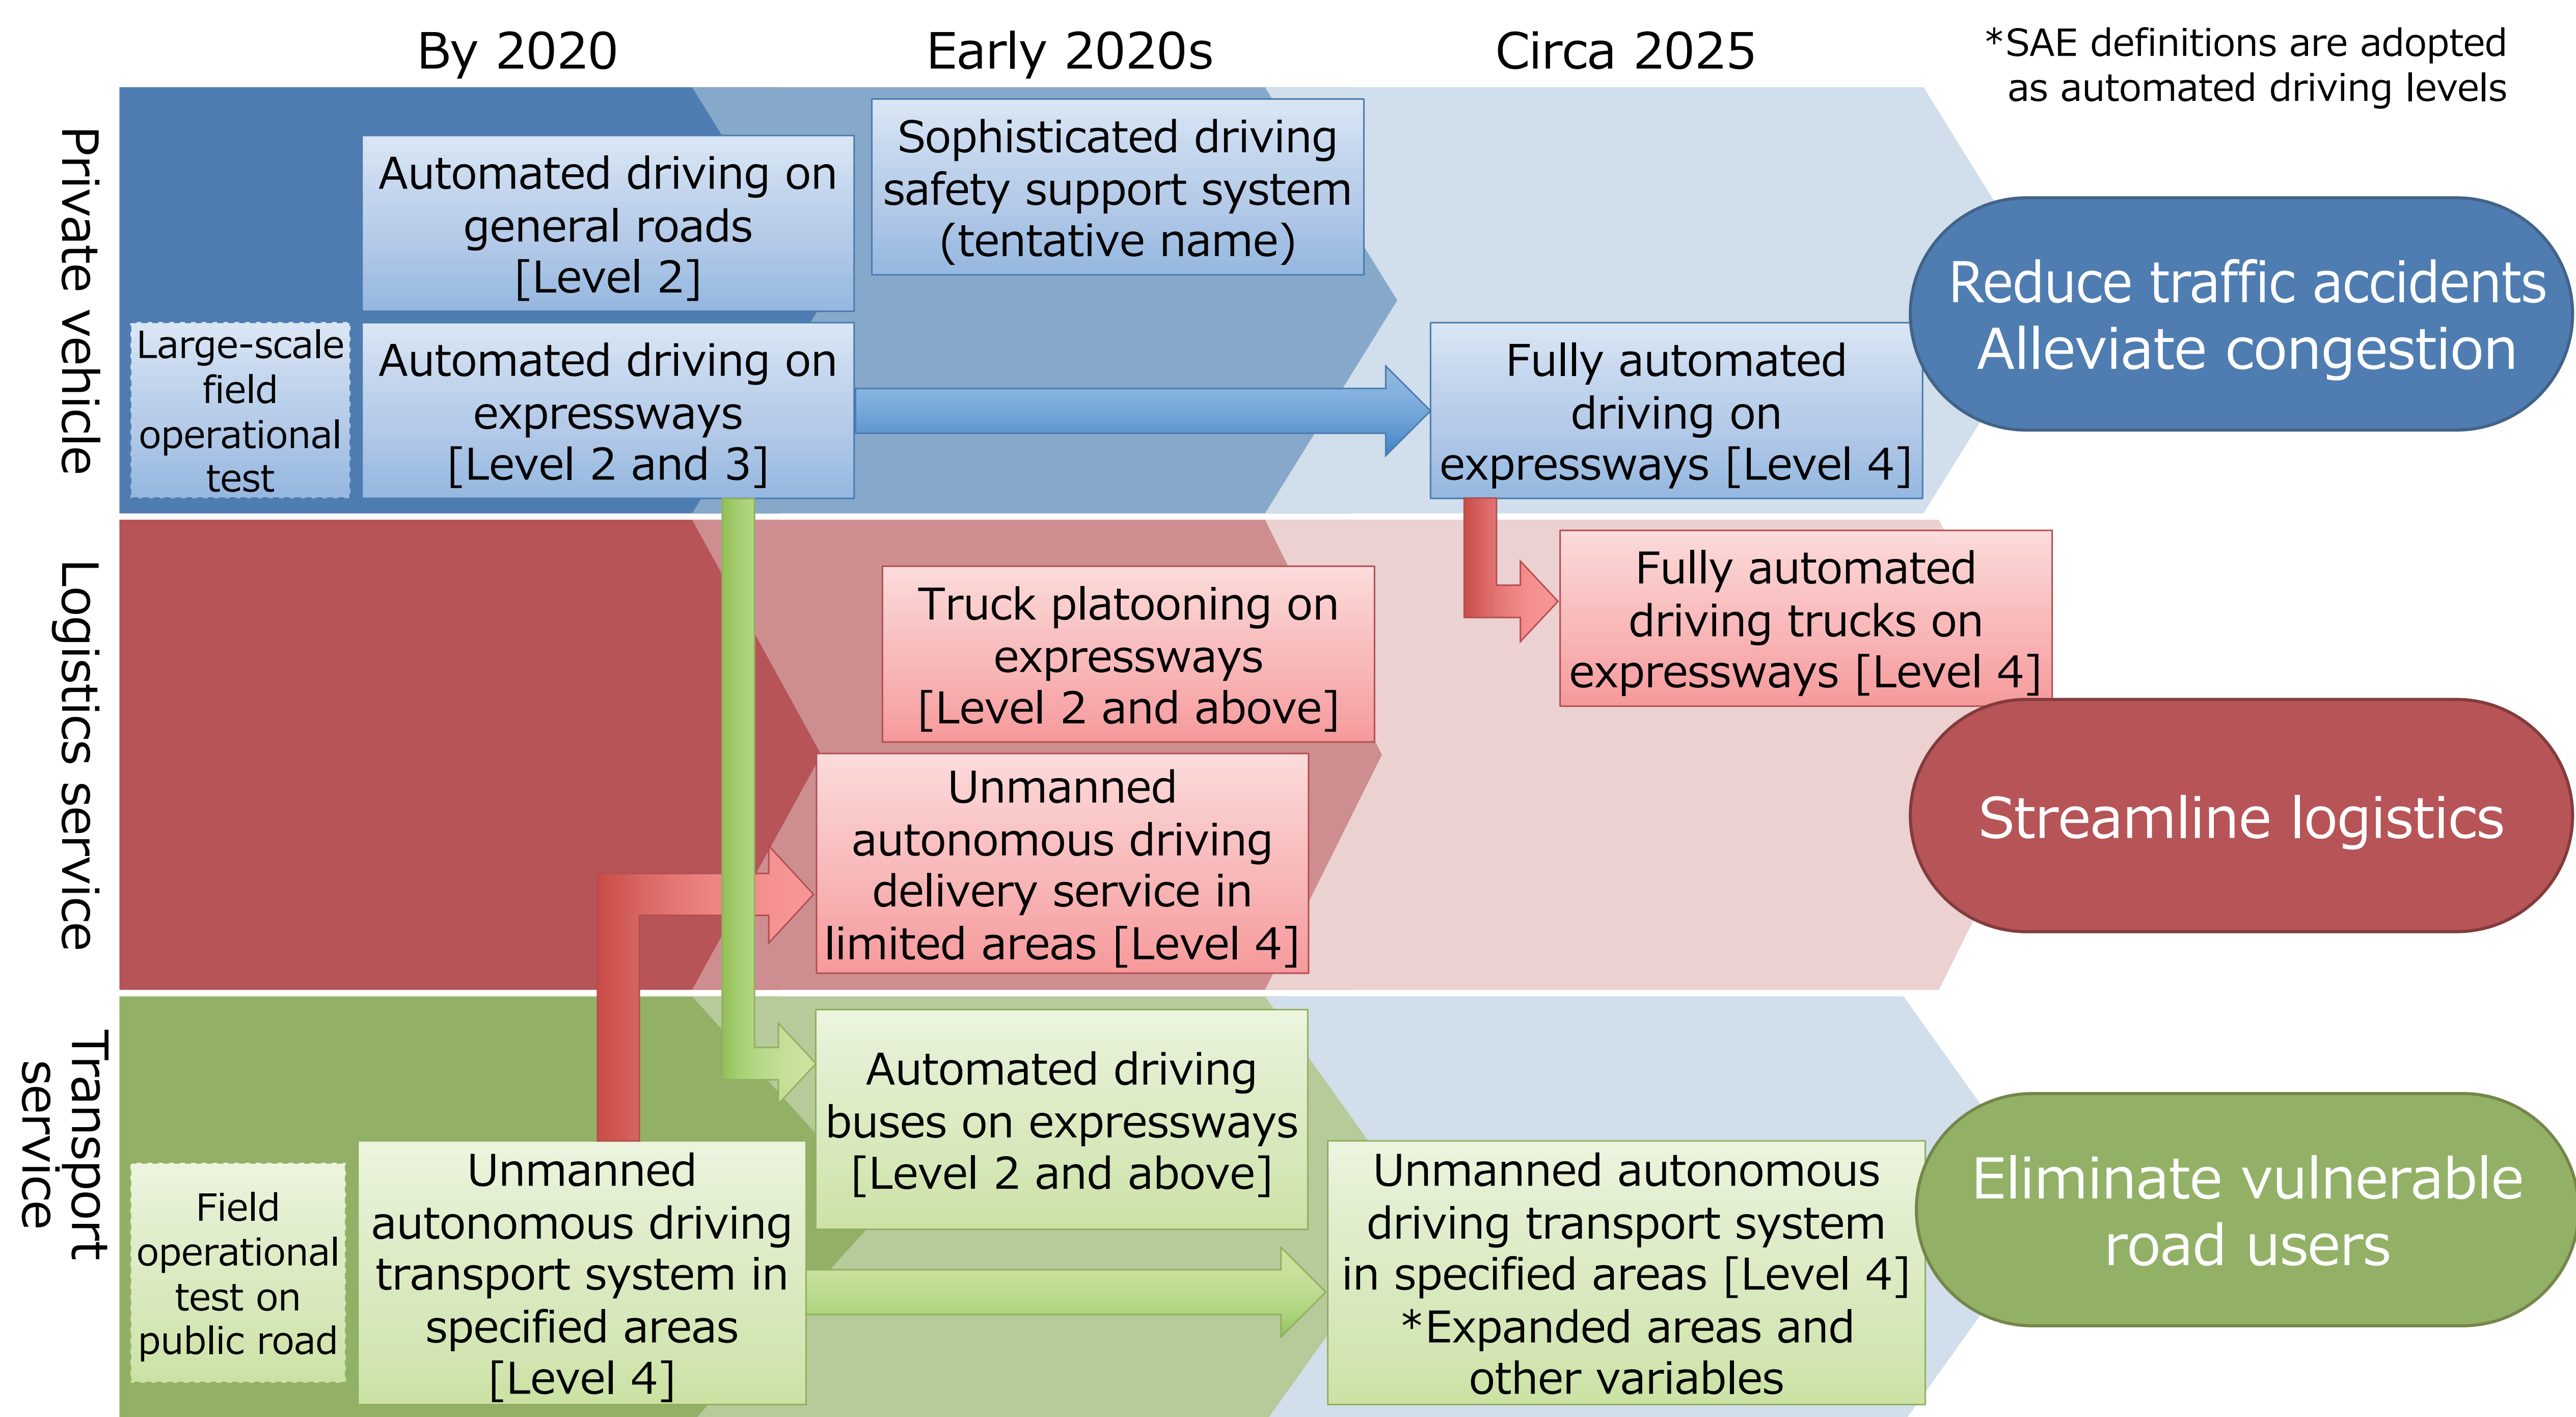 By 2020
Early 2020s
Circa 2025
*SAE definitions are adopted
as automated driving levels
Private vehicle
Large-scale
field
operational
test
Automated driving on
general roads
[Level 2]
Automated driving on
expressways
[Level 2 and 3]
Sophisticated driving
safety support system
(tentative name)
Fully automated
driving on
expressways [Level 4]
Reduce traffic accidents
Alleviate congestion
Logistics service
Truck platooning on
expressways
[Level 2 and above]
Unmanned
autonomous driving
delivery service in
limited areas [Level 4]
Fully automated
driving trucks on
expressways [Level 4]
Streamline logistics
Transport
service
Field
operational
test on
public road
Unmanned
autonomous driving
transport system in
specified areas
[Level 4]
Automated driving
buses on expressways
[Level 2 and above]
Unmanned autonomous
driving transport system
in specified areas [Level 4]
*Expanded areas and
other variables
Eliminate vulnerable
road users